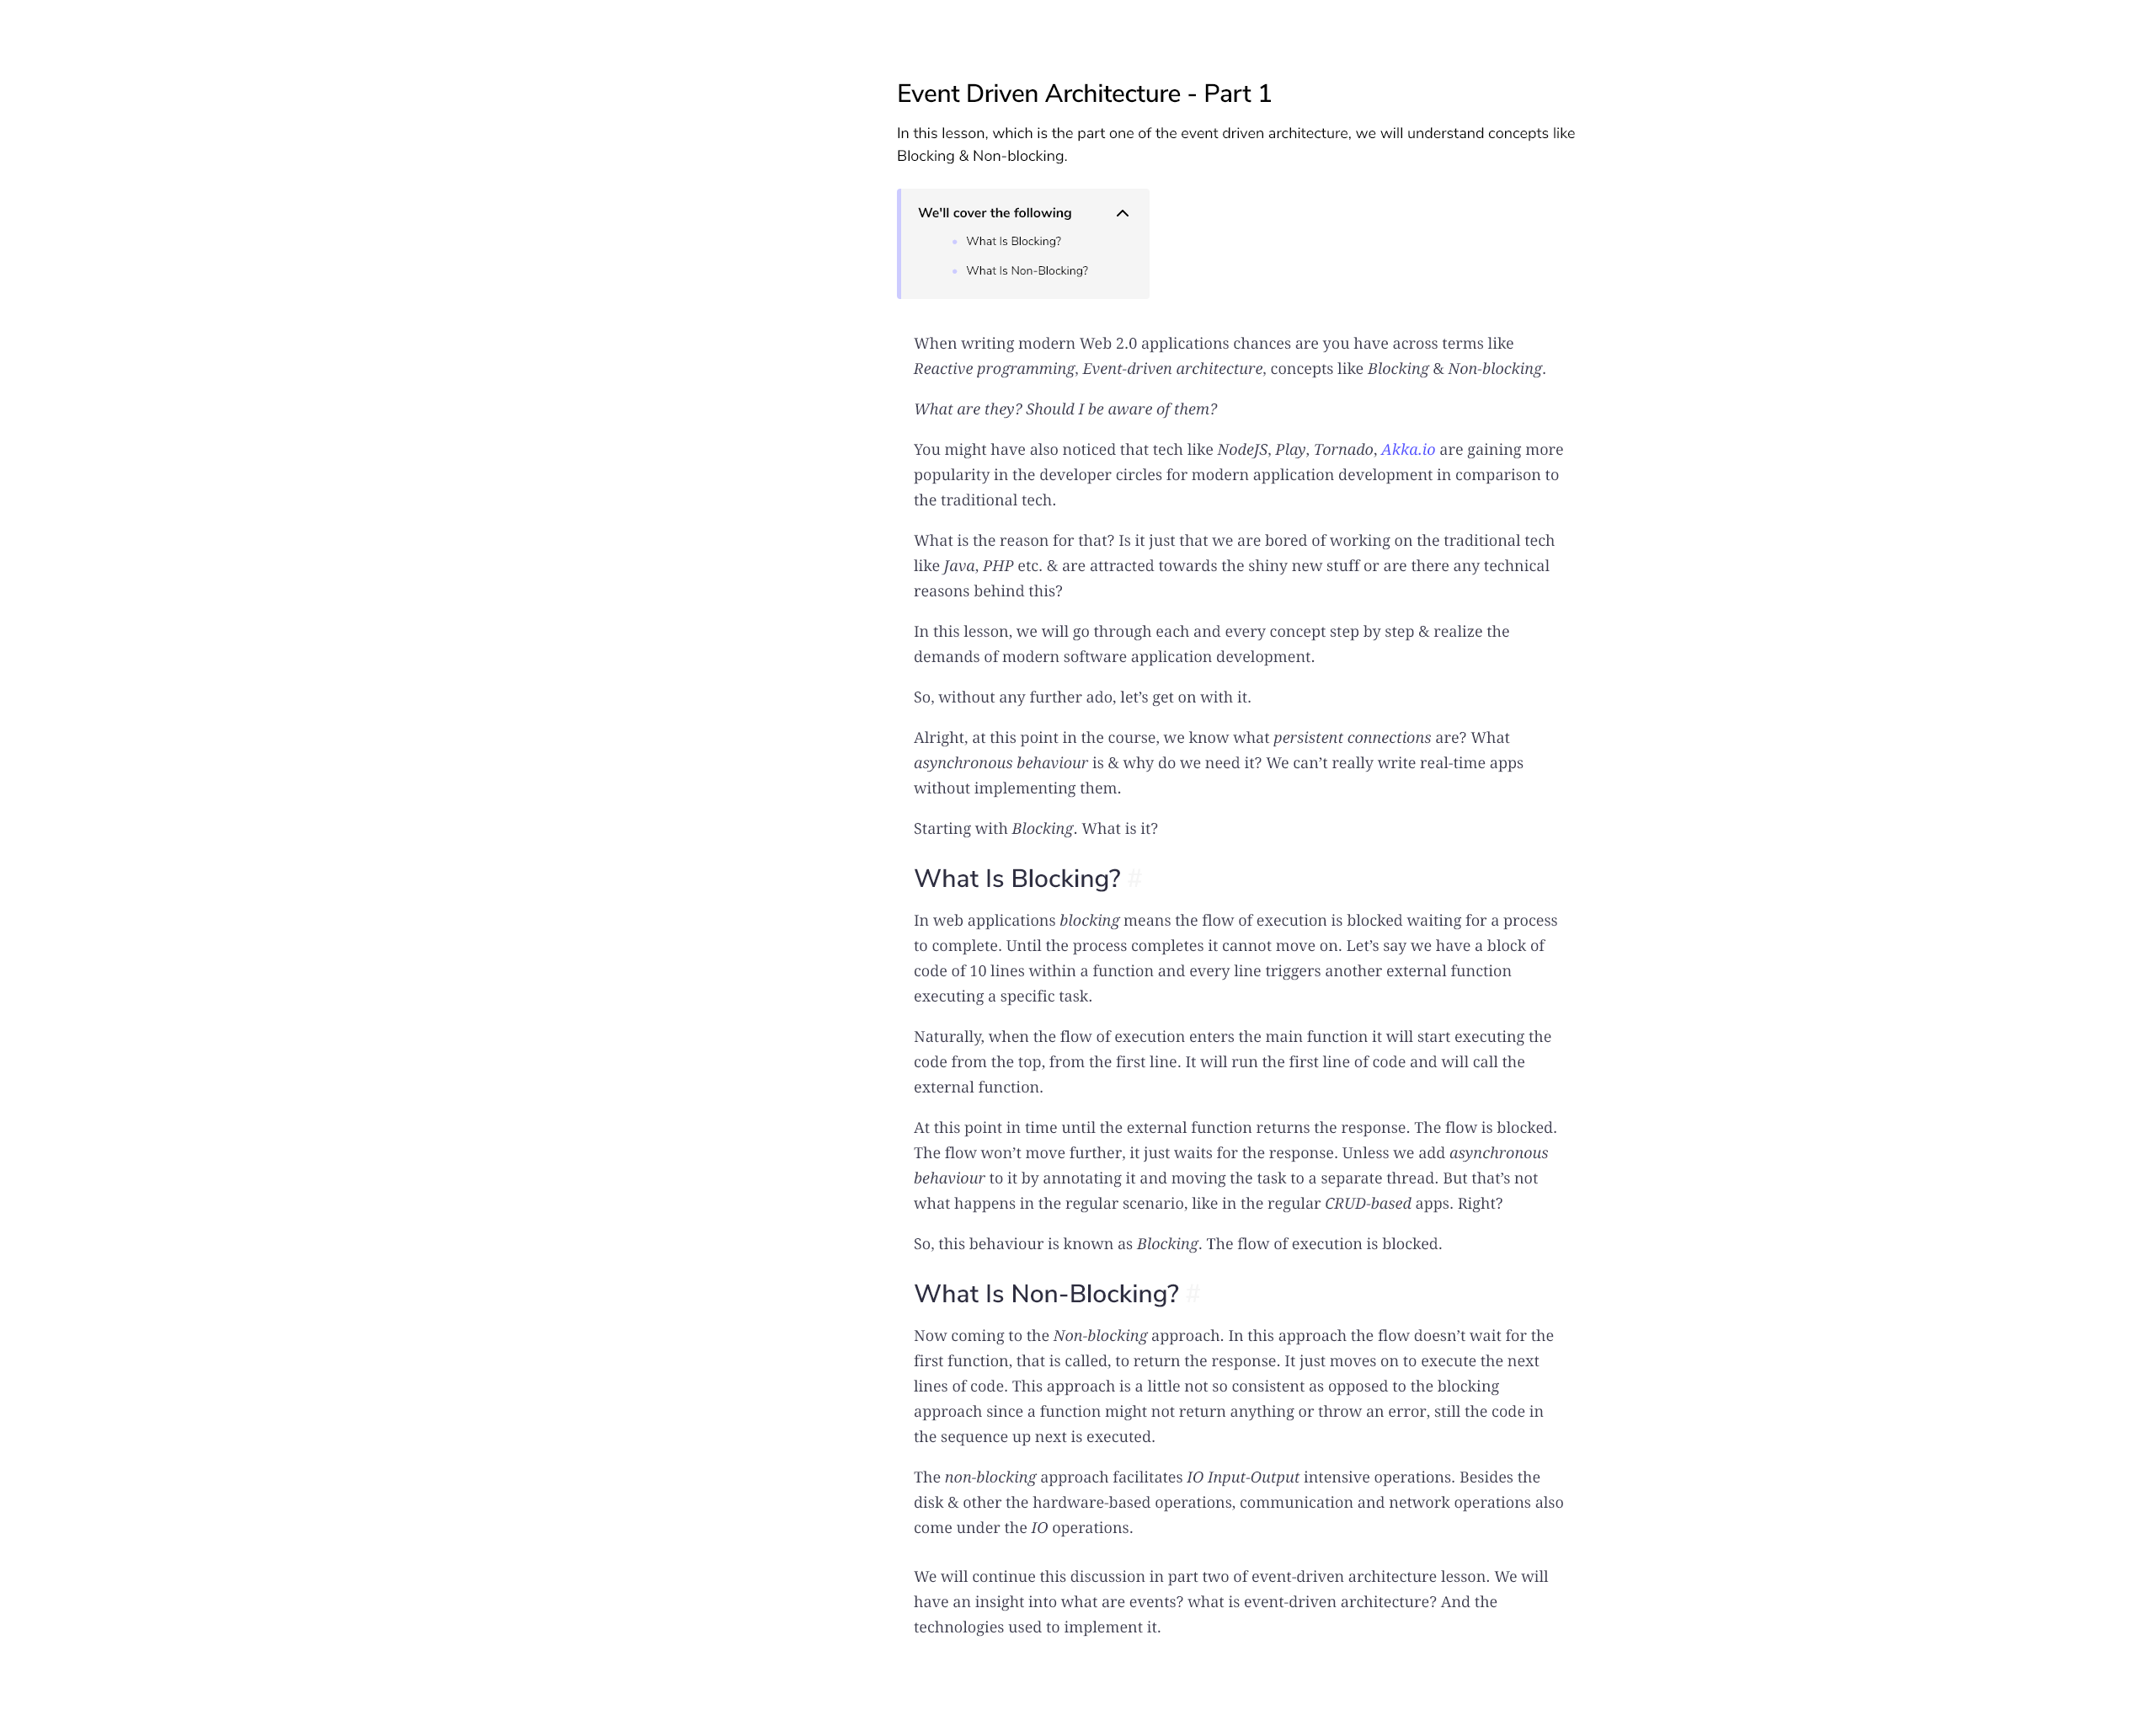 Event Driven Architecture - Part 1
In this lesson, which is the part one of the event driven architecture, we will understand concepts like
Blocking & Non-blocking.
We'll cover the following
What Is Blocking?
What Is Non-Blocking?
When writing modern Web 2.0 applications chances are you have across terms like
Reactive programming, Event-driven architecture, concepts like Blocking & Non-blocking.
What are they? Should I be aware of them?
You might have also noticed that tech like NodeJS, Play, Tornado, Akka.io are gaining more
popularity in the developer circles for modern application development in comparison to
the traditional tech.
What is the reason for that? Is it just that we are bored of working on the traditional tech
like Java, PHP etc. & are attracted towards the shiny new stuff or are there any technical
reasons behind this?
In this lesson, we will go through each and every concept step by step & realize the
demands of modern software application development.
So, without any further ado, let’s get on with it.
Alright, at this point in the course, we know what persistent connections are? What
asynchronous behaviour is & why do we need it? We can’t really write real-time apps
without implementing them.
Starting with Blocking. What is it?
What Is Blocking? #
In web applications blocking means the flow of execution is blocked waiting for a process
to complete. Until the process completes it cannot move on. Let’s say we have a block of
code of 10 lines within a function and every line triggers another external function
executing a specific task.
Naturally, when the flow of execution enters the main function it will start executing the
code from the top, from the first line. It will run the first line of code and will call the
external function.
At this point in time until the external function returns the response. The flow is blocked.
The flow won’t move further, it just waits for the response. Unless we add asynchronous
behaviour to it by annotating it and moving the task to a separate thread. But that’s not
what happens in the regular scenario, like in the regular CRUD-based apps. Right?
So, this behaviour is known as Blocking. The flow of execution is blocked.
What Is Non-Blocking? #
Now coming to the Non-blocking approach. In this approach the flow doesn’t wait for the
first function, that is called, to return the response. It just moves on to execute the next
lines of code. This approach is a little not so consistent as opposed to the blocking
approach since a function might not return anything or throw an error, still the code in
the sequence up next is executed.
The non-blocking approach facilitates IO Input-Output intensive operations. Besides the
disk & other the hardware-based operations, communication and network operations also
come under the IO operations.
We will continue this discussion in part two of event-driven architecture lesson. We will
have an insight into what are events? what is event-driven architecture? And the
technologies used to implement it.